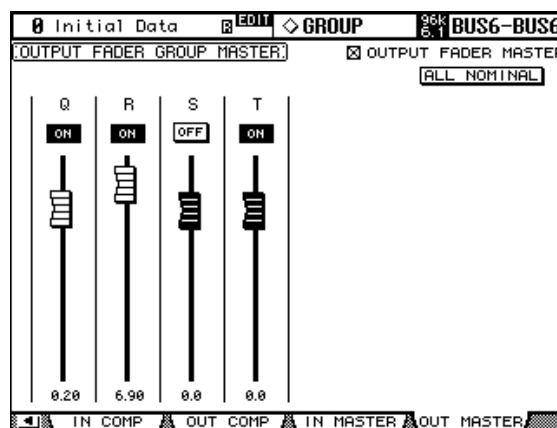 0 Initial Data R EDIT ◇ GROUP 96k 6.1 BUS6-BUS6
OUTPUT FADER GROUP MASTER ☒ OUTPUT FADER MASTER
ALL NOMINAL
Q R S T
ON ON OFF ON
0.20 6.90 0.0 0.0
IN COMP OUT COMP IN MASTER OUT MASTER